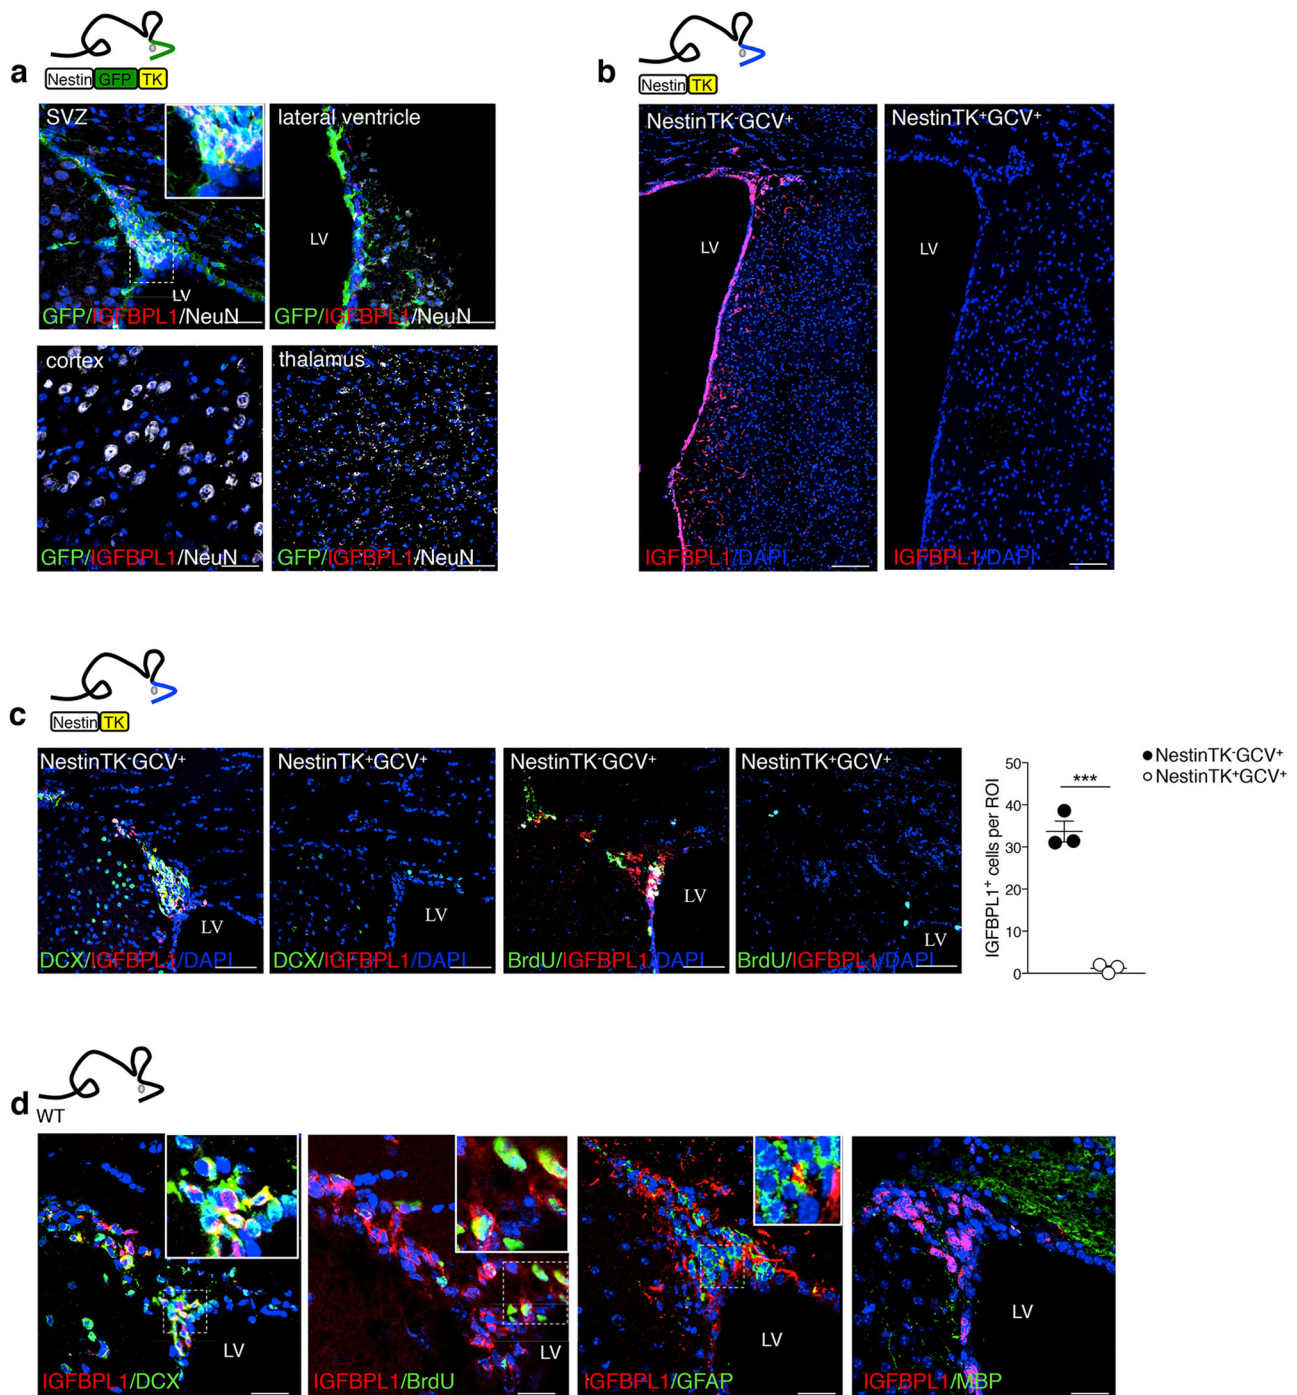 a
Nestin GFP TK
SVZ
LV
GFP/IGFBPL1/NeuN
lateral ventricle
LV
GFP/IGFBPL1/NeuN
cortex
GFP/IGFBPL1/NeuN
thalamus
GFP/IGFBPL1/NeuN
b
Nestin TK
NestinTK⁻GCV⁺
LV
IGFBPL1/DAPI
NestinTK⁺GCV⁺
LV
IGFBPL1/DAPI
c
Nestin TK
NestinTK⁻GCV⁺
LV
DCX/IGFBPL1/DAPI
NestinTK⁺GCV⁺
LV
DCX/IGFBPL1/DAPI
NestinTK⁻GCV⁺
LV
BrdU/IGFBPL1/DAPI
NestinTK⁺GCV⁺
LV
BrdU/IGFBPL1/DAPI
IGFBPL1⁺ cells per ROI
50
40
30
20
10
0
***
NestinTK⁻GCV⁺
NestinTK⁺GCV⁺
d
WT
LV
IGFBPL1/DCX
LV
IGFBPL1/BrdU
LV
IGFBPL1/GFAP
LV
IGFBPL1/MBP